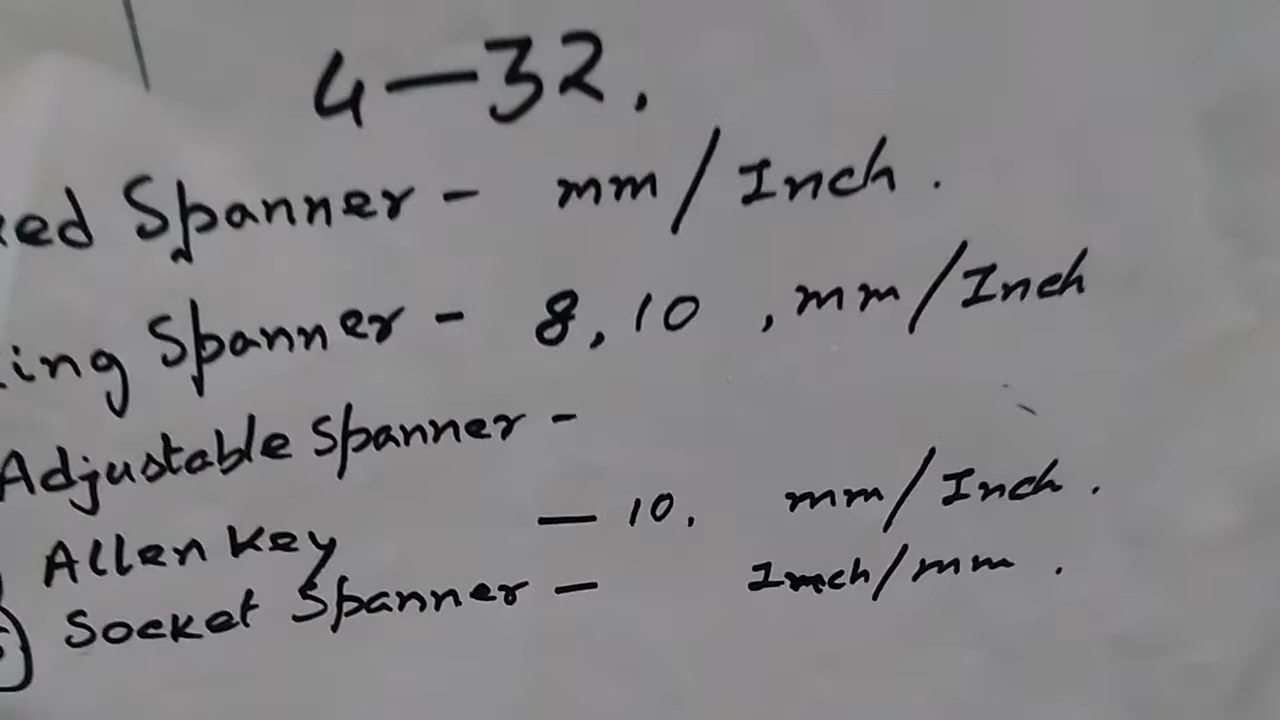 4-32.
ed Spanner - mm/Inch.
ing Spanner - 8, 10 , mm/Inch
Adjustable Spanner -
Allen Key — 10. mm/Inch.
Socket Spanner - Inch/mm.